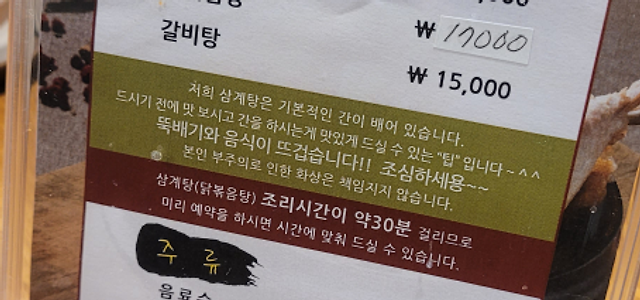 갈비탕
₩ 17000
₩ 15,000
저희 삼계탕은 기본적인 간이 배어 있습니다.
드시기 전에 맛 보시고 간을 하시는게 맛있게 드실 수 있는 "팁" 입니다 ~ ^ ^
뚝배기와 음식이 뜨겁습니다!! 조심하세용~~
본인 부주의로 인한 화상은 책임지지 않습니다.
삼계탕(닭볶음탕) 조리시간이 약30분 걸리므로
미리 예약을 하시면 시간에 맞춰 드실 수 있습니다.
주 류
음료수